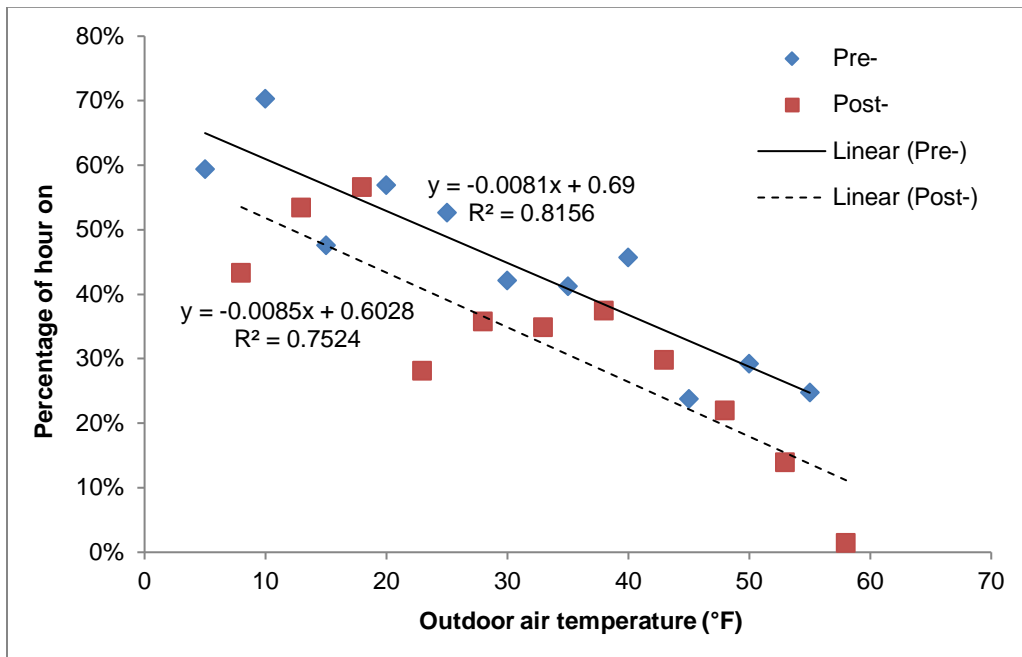 80%
70%
60%
50%
40%
30%
20%
10%
0%
Percentage of hour on
Pre-
Post-
Linear (Pre-)
Linear (Post-)
y = -0.0081x + 0.69
R² = 0.8156
y = -0.0085x + 0.6028
R² = 0.7524
0 10 20 30 40 50 60 70
Outdoor air temperature (°F)